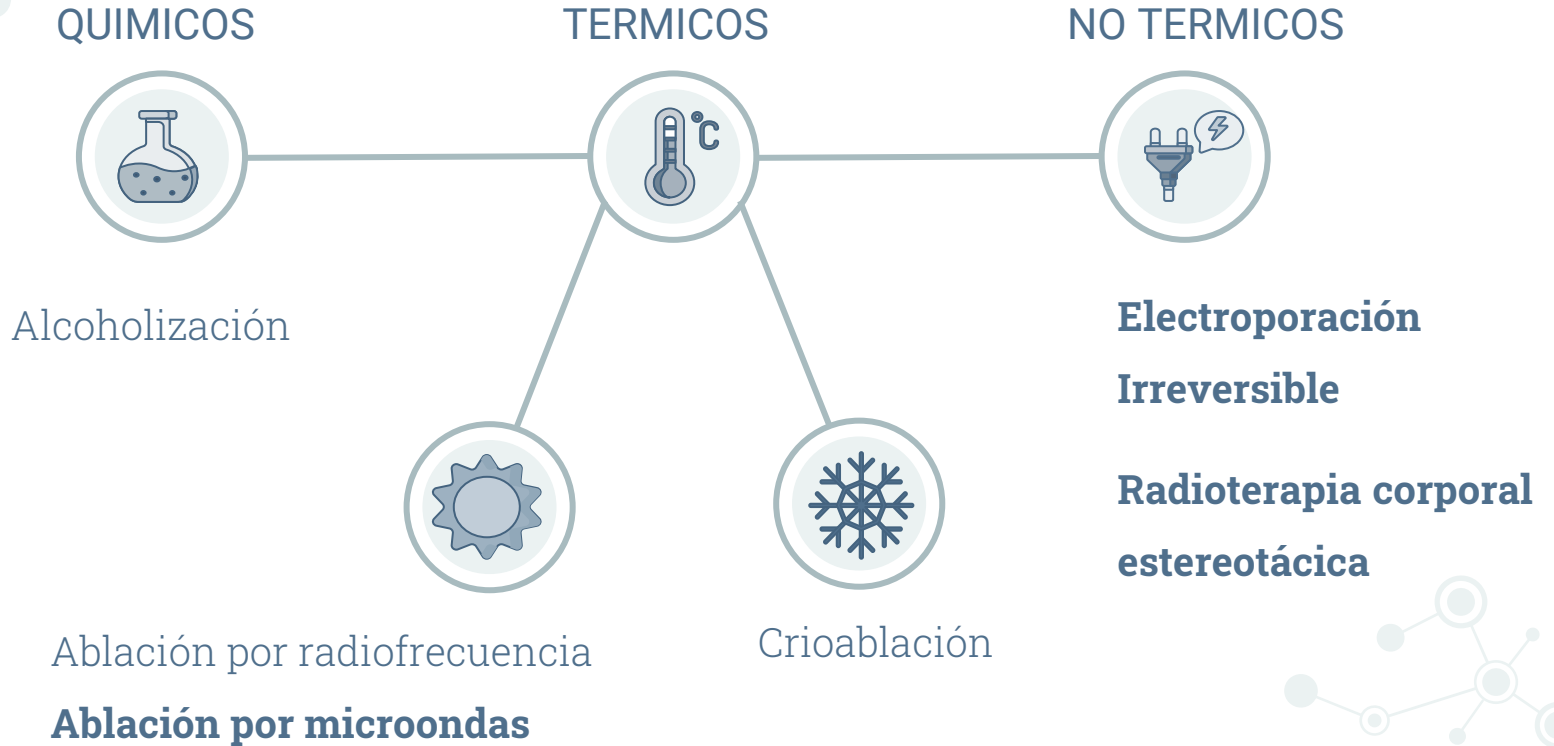 QUIMICOS
TERMICOS
NO TERMICOS
°C
Alcoholización
Electroporación
Irreversible
Radioterapia corporal
estereotácica
Ablación por radiofrecuencia
Ablación por microondas
Crioablación